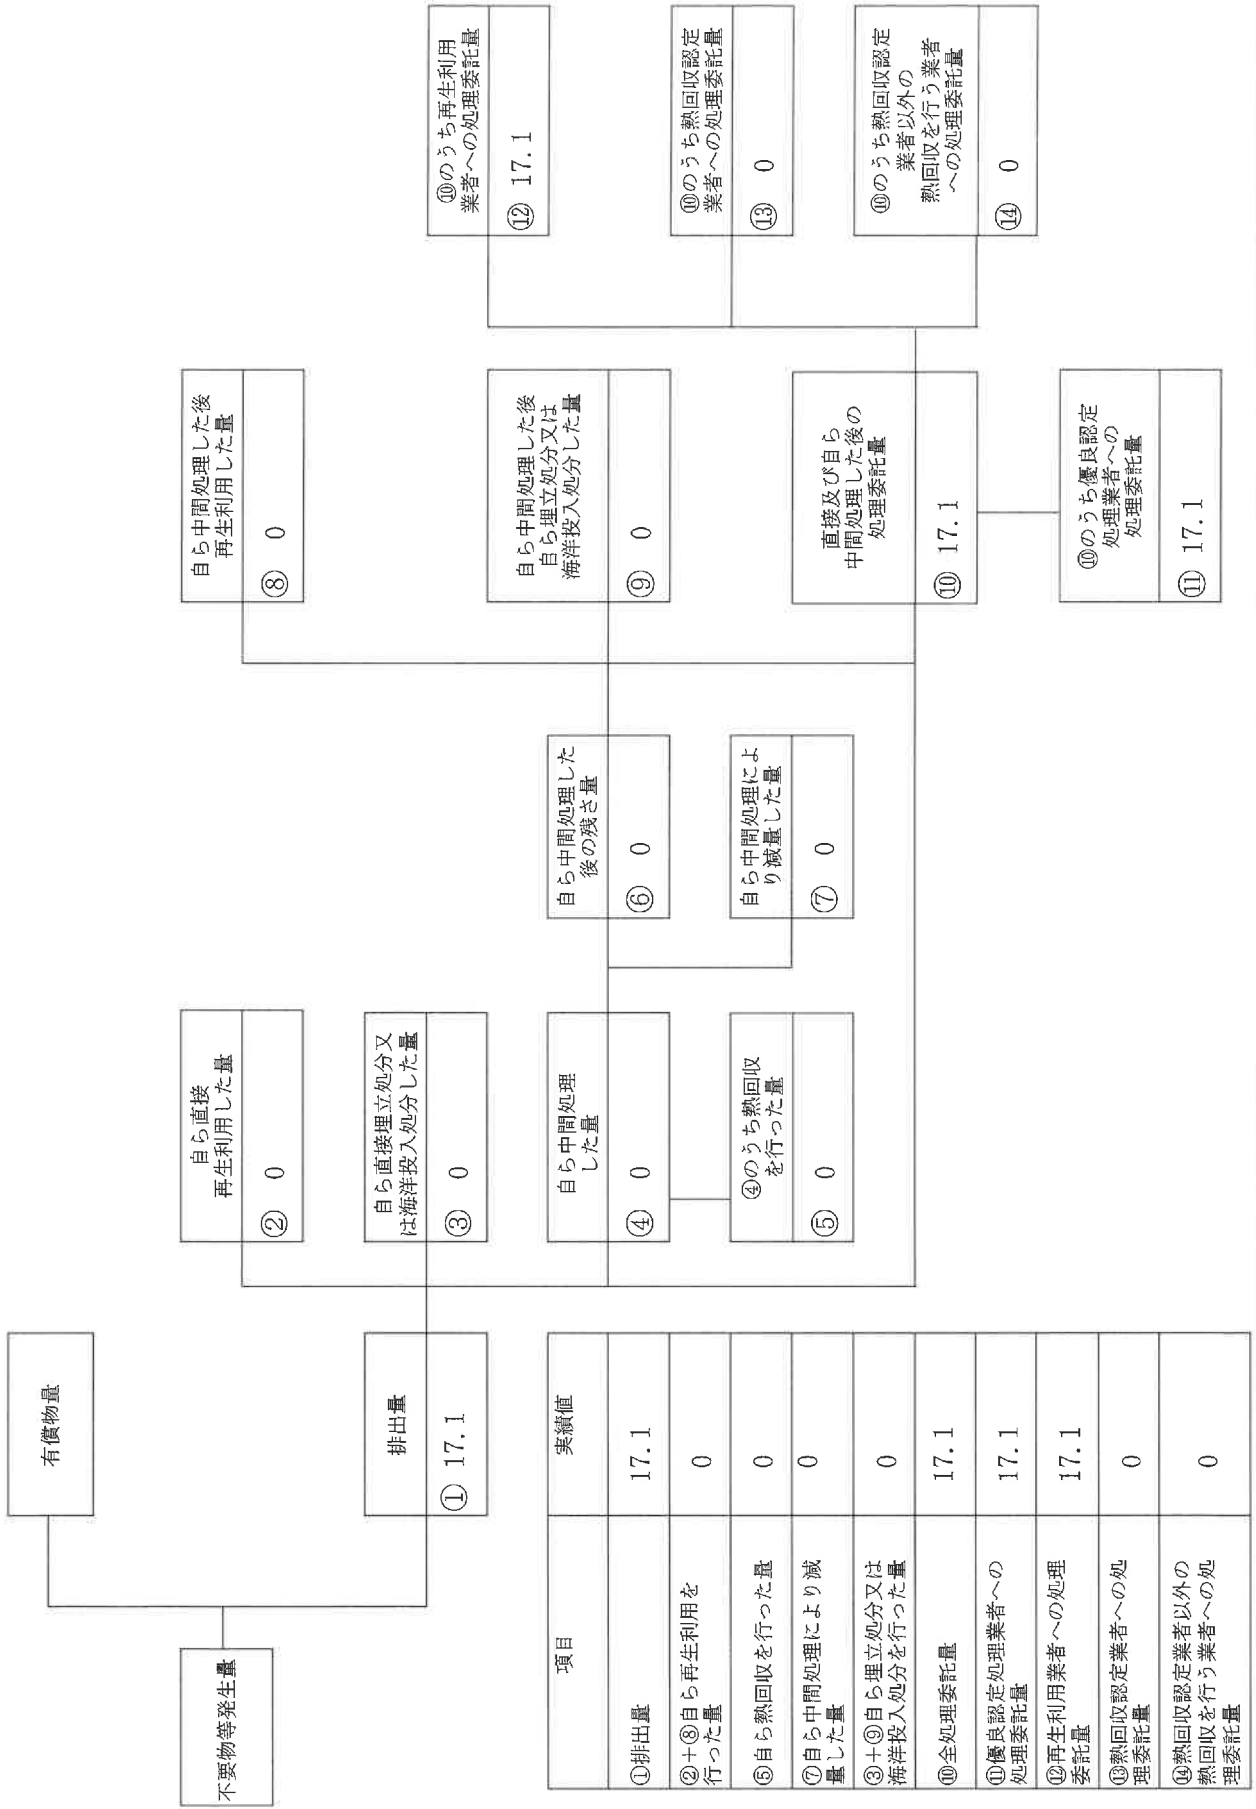 有償物量
不要物等発生量
排出量
① 17.1
自ら直接
再生利用した量
② 0
自ら直接埋立処分又
は海洋投入処分した量
③ 0
自ら中間処理
した量
④ 0
④のうち熱回収
を行った量
⑤ 0
自ら中間処理した
後の残さ量
⑥ 0
自ら中間処理によ
り減量した量
⑦ 0
自ら中間処理した後
再生利用した量
⑧ 0
自ら中間処理した後
自ら埋立処分又は
海洋投入処分した量
⑨ 0
直接及び自ら
中間処理した後の
処理委託量
⑩ 17.1
⑩のうち優良認定
処理業者への
処理委託量
⑪ 17.1
⑩のうち再生利用
業者への処理委託量
⑫ 17.1
⑩のうち熱回収認定
業者への処理委託量
⑬ 0
⑩のうち熱回収認定
業者以外の
熱回収を行う業者
への処理委託量
⑭ 0
項目 実績値
①排出量 17.1
②+⑧自ら再生利用を
行った量 0
⑤自ら熱回収を行った量 0
⑦自ら中間処理により減
量した量 0
③+⑨自ら埋立処分又は
海洋投入処分を行った量 0
⑩全処理委託量 17.1
⑪優良認定処理業者への
処理委託量 17.1
⑫再生利用業者への処理
委託量 17.1
⑬熱回収認定業者への処
理委託量 0
⑭熱回収認定業者以外の
熱回収を行う業者への処
理委託量 0